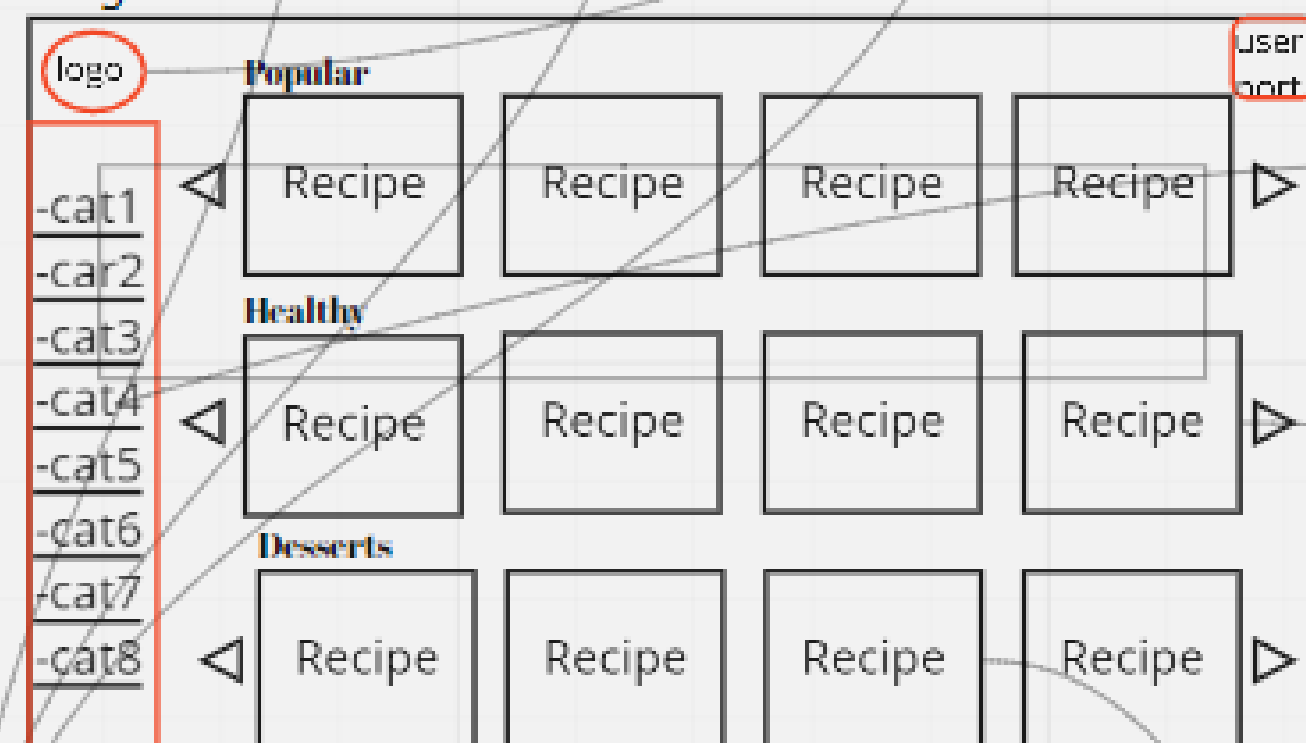 logo
user
port
Popular
Recipe Recipe Recipe Recipe
-cat1
-car2
-cat3
-cat4
-cat5
-cat6
-cat7
-cat8
Healthy
Recipe Recipe Recipe Recipe
Desserts
Recipe Recipe Recipe Recipe